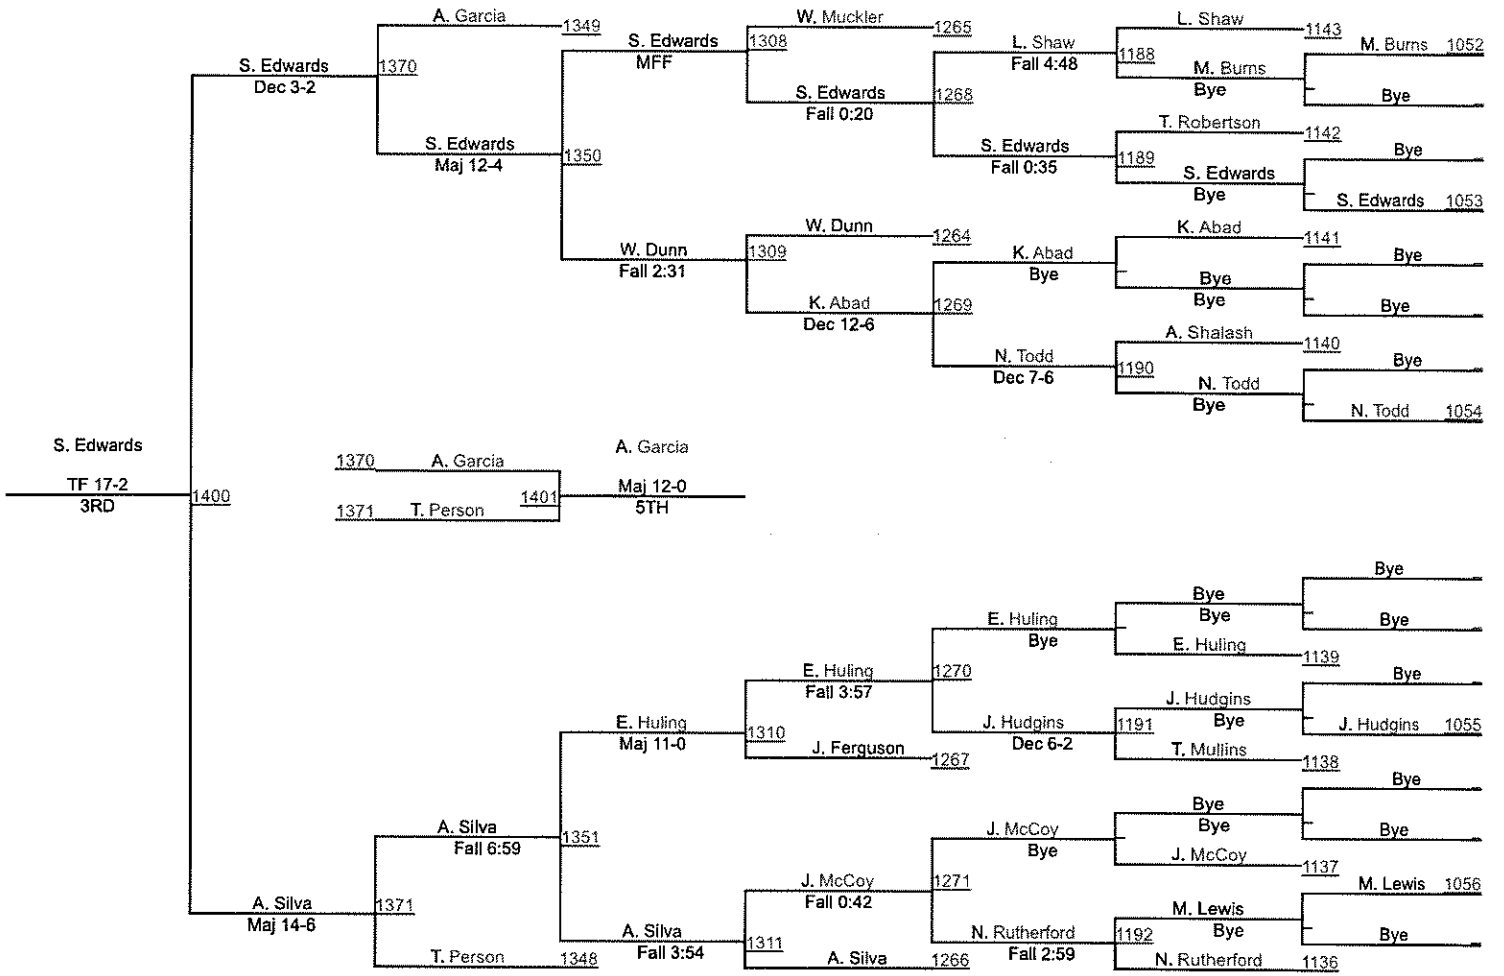 A. Garcia
1349
W. Muckler
1265
L. Shaw
1143
S. Edwards
1308
MFF
L. Shaw
1188
Fall 4:48
M. Burns 1052
S. Edwards
1370
Dec 3-2
M. Burns
Bye
Bye
S. Edwards
1268
Fall 0:20
T. Robertson
1142
S. Edwards
1350
Maj 12-4
S. Edwards
1189
Fall 0:35
Bye
S. Edwards
Bye
S. Edwards 1053
W. Dunn
1264
K. Abad
1141
W. Dunn
1309
Fall 2:31
K. Abad
Bye
Bye
Bye
Bye
Bye
K. Abad
1269
Dec 12-6
A. Shalash
1140
N. Todd
1190
Dec 7-6
Bye
N. Todd
Bye
N. Todd 1054
S. Edwards
TF 17-2
3RD
1400
1370 A. Garcia
1371 T. Person
1401
A. Garcia
Maj 12-0
5TH
Bye
Bye
Bye
Bye
E. Huling
Bye
E. Huling
1139
E. Huling
1270
Fall 3:57
Bye
J. Hudgins
Bye
J. Hudgins 1055
E. Huling
1310
Maj 11-0
J. Hudgins
1191
Dec 6-2
J. Ferguson
1267
T. Mullins
1138
Bye
Bye
Bye
Bye
A. Silva
1351
Fall 6:59
J. McCoy
Bye
J. McCoy
1137
J. McCoy
1271
Fall 0:42
M. Lewis 1056
A. Silva
1371
Maj 14-6
M. Lewis
Bye
Bye
A. Silva
1311
Fall 3:54
N. Rutherford
1192
Fall 2:59
T. Person
1348
A. Silva
1266
N. Rutherford
1136